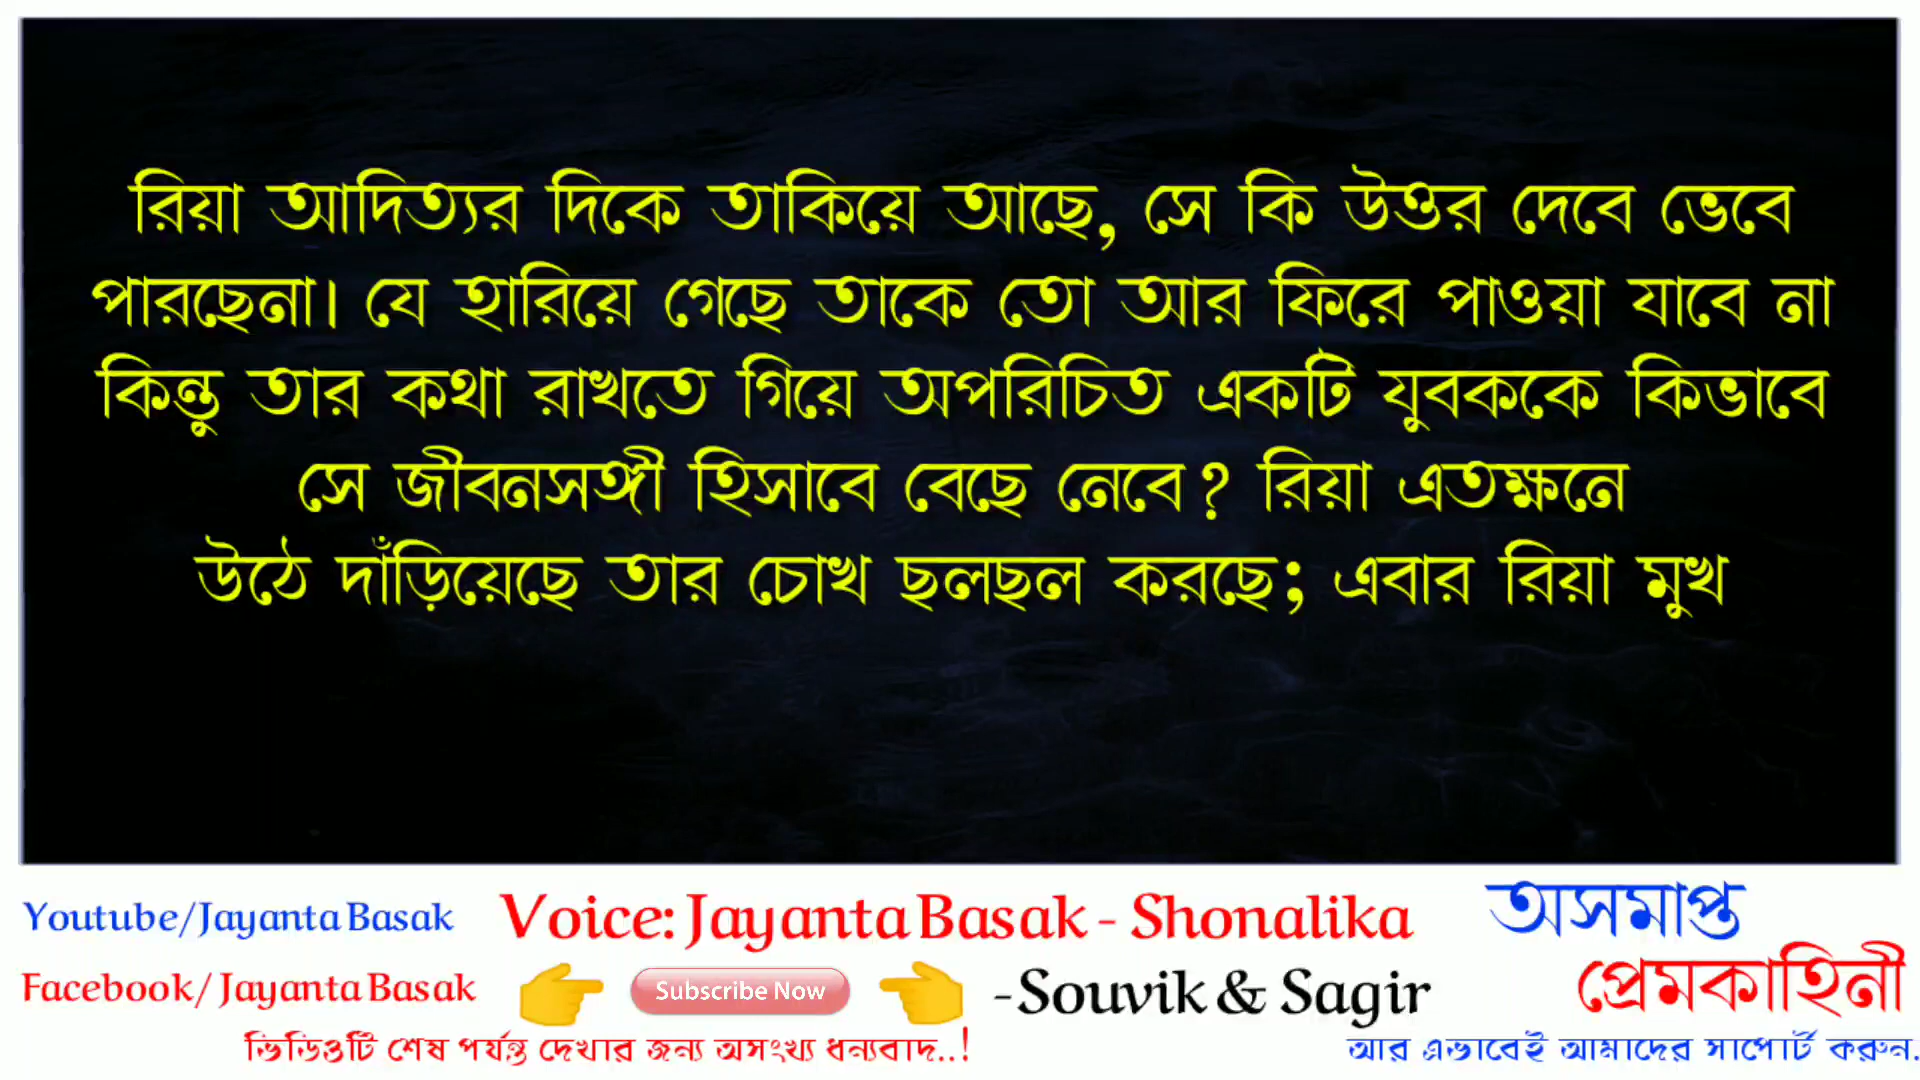 রিয়া আদিত্যর দিকে তাকিয়ে আছে, সে কি উত্তর দেবে ভেবে
পারছেনা। যে হারিয়ে গেছে তাকে তো আর ফিরে পাওয়া যাবে না
কিন্তু তার কথা রাখতে গিয়ে অপরিচিত একটি যুবককে কিভাবে
সে জীবনসঙ্গী হিসাবে বেছে নেবে? রিয়া এতক্ষনে
উঠে দাঁড়িয়েছে তার চোখ ছলছল করছে; এবার রিয়া মুখ
Youtube/Jayanta Basak
Voice: Jayanta Basak - Shonalika
অসমাপ্ত
Facebook/ Jayanta Basak
Subscribe Now
-Souvik & Sagir
প্রেমকাহিনী
ভিডিওটি শেষ পর্যন্ত দেখার জন্য অসংখ্য ধন্যবাদ..!
আর এভাবেই আমাদের সাপোর্ট করুন.